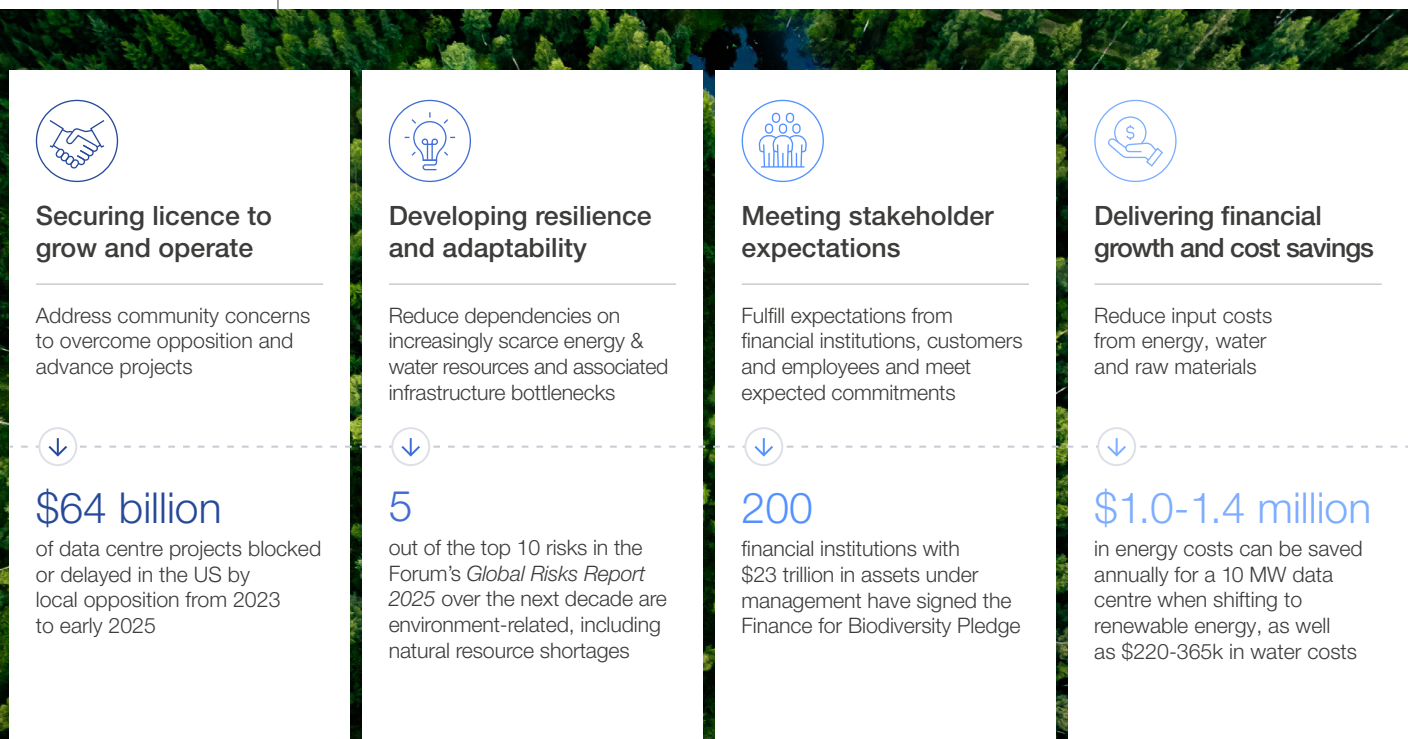 Securing licence to
grow and operate
Address community concerns
to overcome opposition and
advance projects
$64 billion
of data centre projects blocked
or delayed in the US by
local opposition from 2023
to early 2025
Developing resilience
and adaptability
Reduce dependencies on
increasingly scarce energy &
water resources and associated
infrastructure bottlenecks
5
out of the top 10 risks in the
Forum's Global Risks Report
2025 over the next decade are
environment-related, including
natural resource shortages
Meeting stakeholder
expectations
Fulfill expectations from
financial institutions, customers
and employees and meet
expected commitments
200
financial institutions with
$23 trillion in assets under
management have signed the
Finance for Biodiversity Pledge
$
Delivering financial
growth and cost savings
Reduce input costs
from energy, water
and raw materials
$1.0-1.4 million
in energy costs can be saved
annually for a 10 MW data
centre when shifting to
renewable energy, as well
as $220-365k in water costs